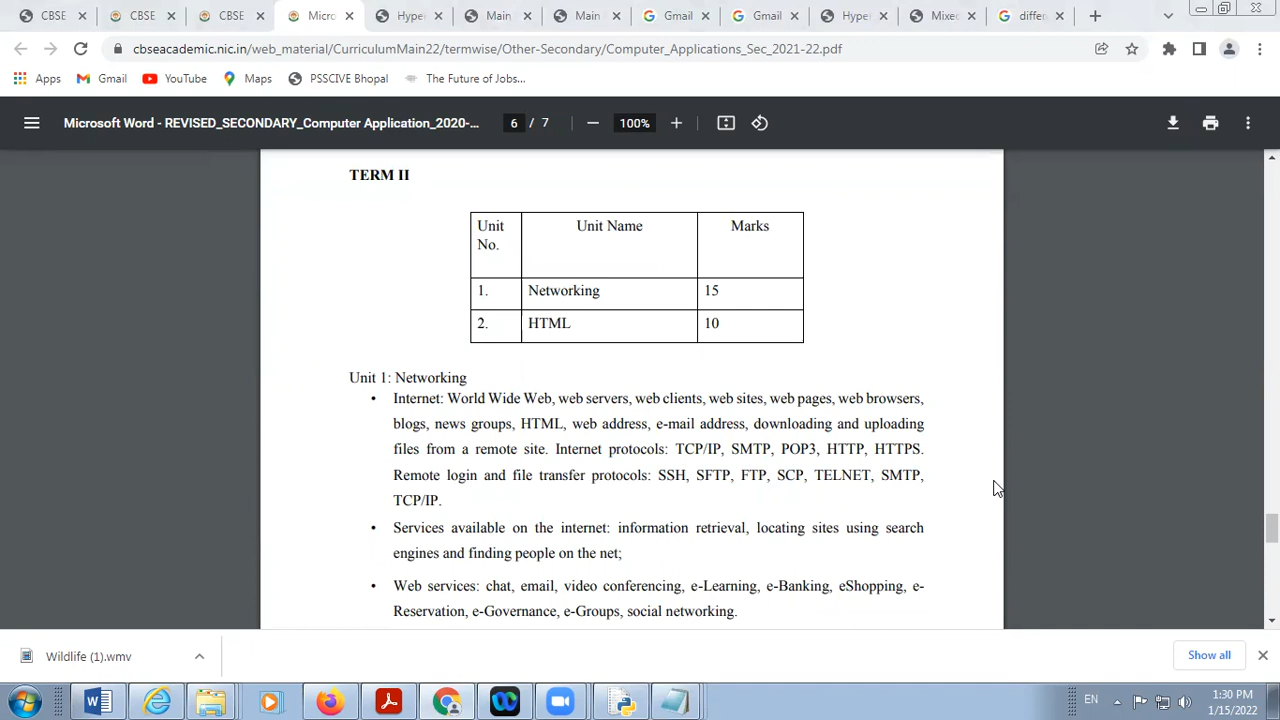 CBSE
CBSE
CBSE
Micro
Hyper
Main
Main
Gmail
Gmail
Hyper
Mixed
differ
cbseacademic.nic.in/web_material/CurriculumMain22/termwise/Other-Secondary/Computer_Applications_Sec_2021-22.pdf
Apps Gmail YouTube Maps PSSCIVE Bhopal The Future of Jobs...
Microsoft Word - REVISED_SECONDARY_Computer Application_2020-... 6 / 7 100%
TERM II
Unit No. Unit Name Marks
1. Networking 15
2. HTML 10
Unit 1: Networking
• Internet: World Wide Web, web servers, web clients, web sites, web pages, web browsers,
blogs, news groups, HTML, web address, e-mail address, downloading and uploading
files from a remote site. Internet protocols: TCP/IP, SMTP, POP3, HTTP, HTTPS.
Remote login and file transfer protocols: SSH, SFTP, FTP, SCP, TELNET, SMTP,
TCP/IP.
• Services available on the internet: information retrieval, locating sites using search
engines and finding people on the net;
• Web services: chat, email, video conferencing, e-Learning, e-Banking, eShopping, e-
Reservation, e-Governance, e-Groups, social networking.
Wildlife (1).wmv Show all
EN 1:30 PM
1/15/2022